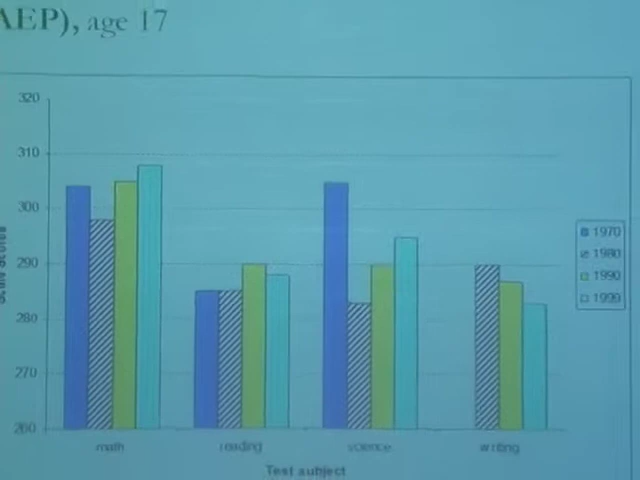 AEP), age 17
320
310
300
290
280
270
260
1970
1980
1990
1999
math
reading
science
writing
Test subject